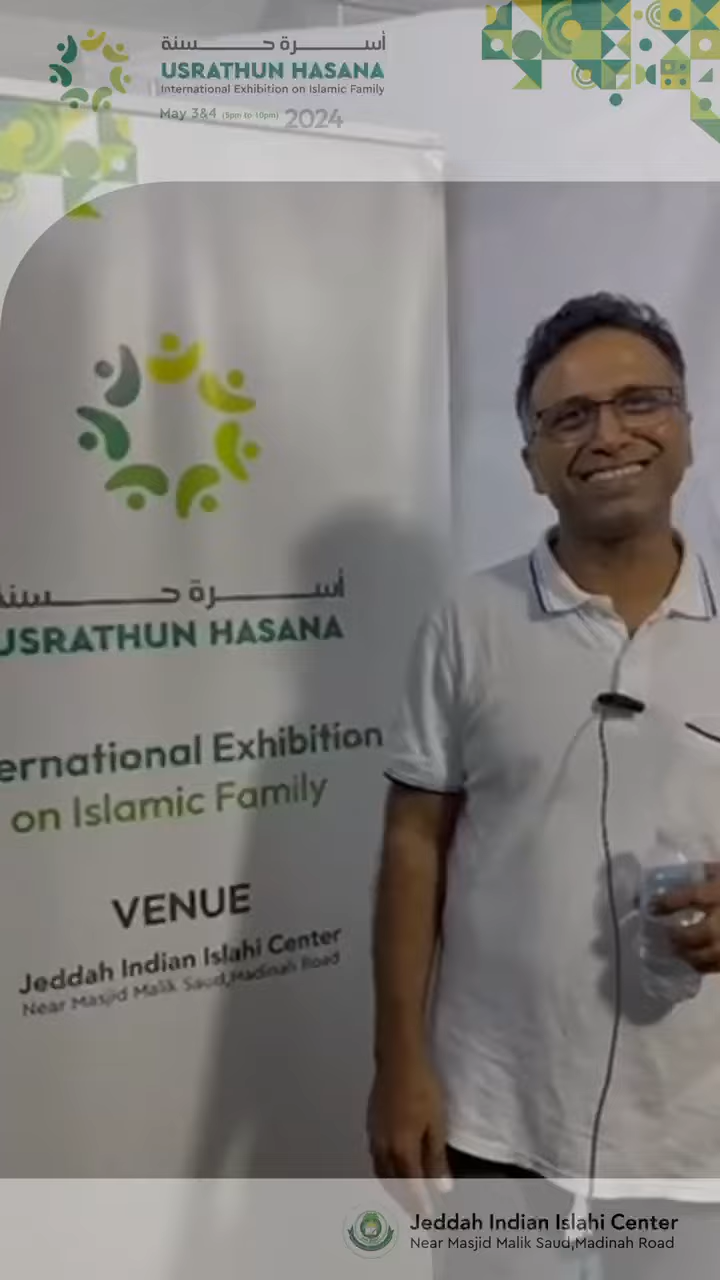 أسرة حسنة
USRATHUN HASANA
International Exhibition on Islamic Family
May 3&4 (5pm to 10pm) 2024
أسرة حسنة
USRATHUN HASANA
ernational Exhibition
on Islamic Family
VENUE
Jeddah Indian Islahi Center
Near Masjid Malik Saud,Madinah Road
Jeddah Indian Islahi Center
Near Masjid Malik Saud,Madinah Road